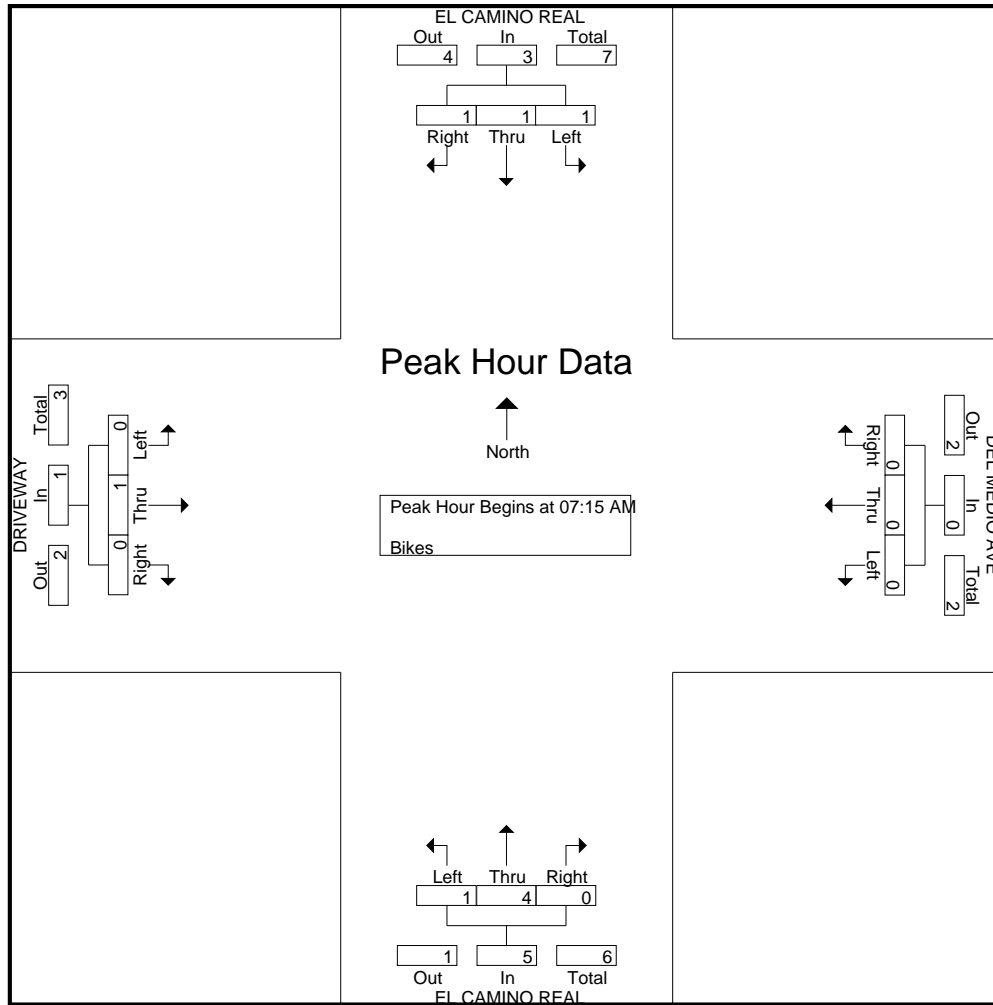 EL CAMINO REAL
Out In Total
4 3 7
1 1 1
Right Thru Left
Peak Hour Data
North
Peak Hour Begins at 07:15 AM
Bikes
DRIVEWAY
Out In Total
2 1 3
Right Thru Left
0 1 0
DEL MEDIO AVE
Out In Total
2 0 2
Right Thru Left
0 0 0
Left Thru Right
1 4 0
1 5 6
Out In Total
EL CAMINO REAL